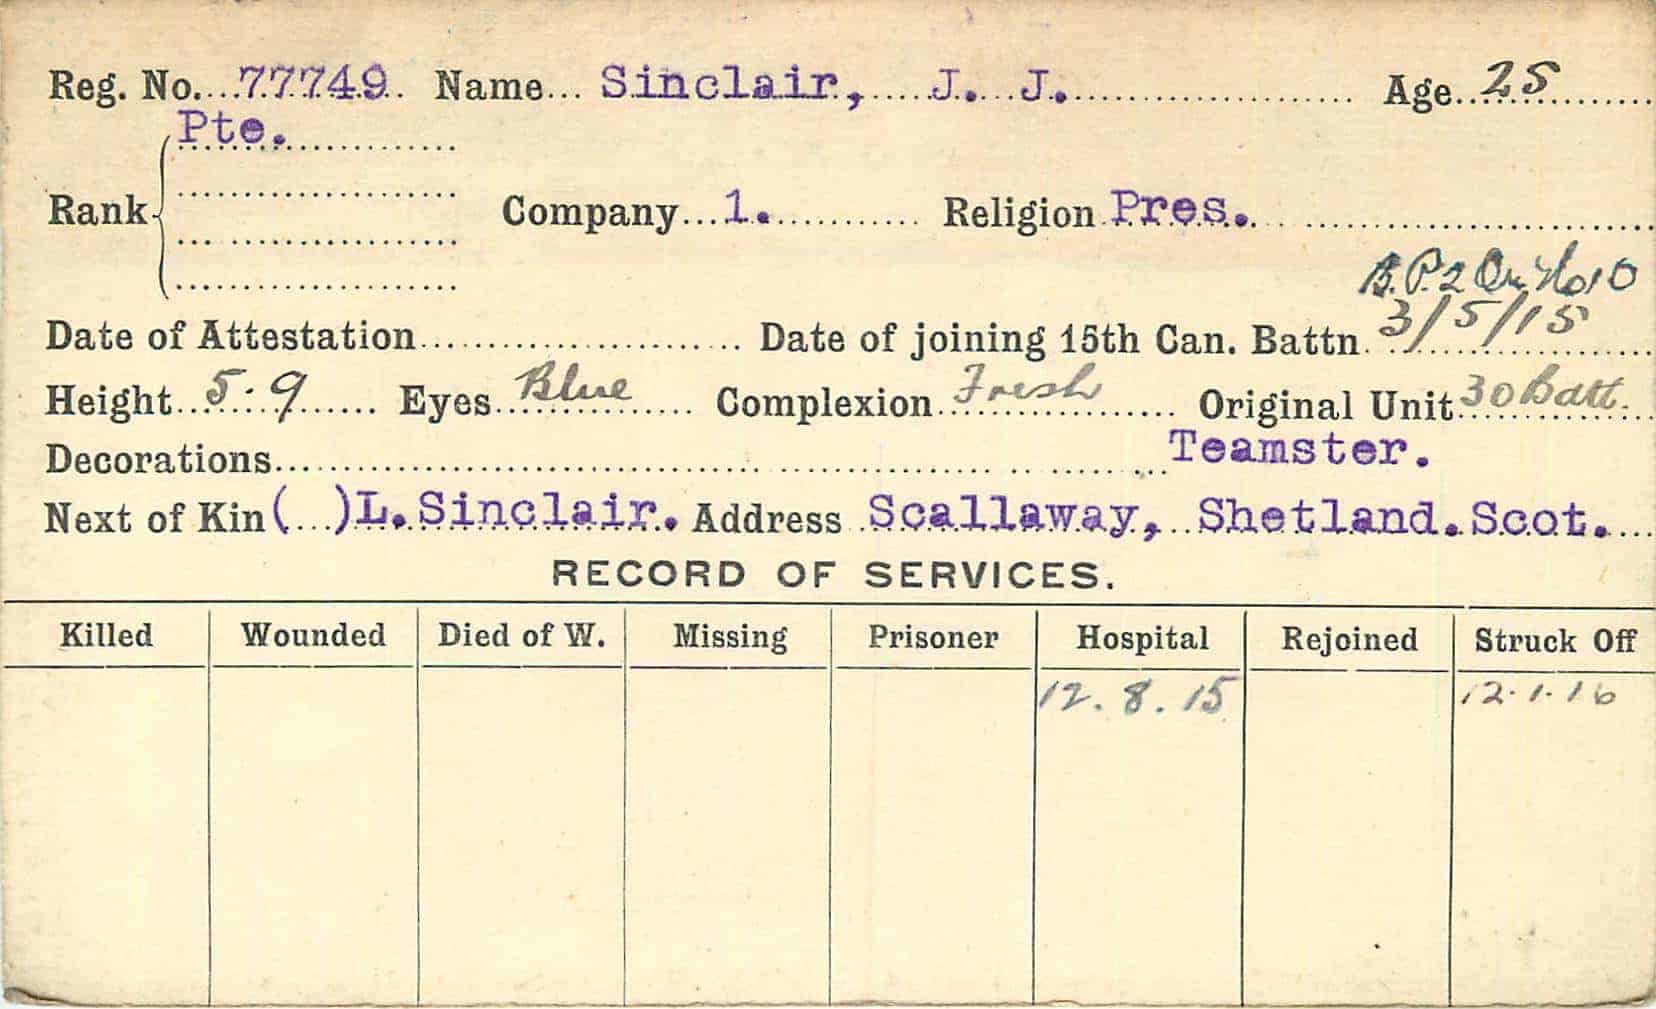 Reg. No. 77749 Name Sinclair, J. J. Age 25
Pte.
Rank Company 1. Religion Pres.
B.P.2 No 10
Date of Attestation Date of joining 15th Can. Battn 3/5/15
Height 5.9 Eyes Blue Complexion Fresh Original Unit 30 Batt.
Decorations Teamster.
Next of Kin ( ) L. Sinclair. Address Scallaway, Shetland. Scot.
RECORD OF SERVICES.
Killed Wounded Died of W. Missing Prisoner Hospital Rejoined Struck Off
12.8.15 12.1.16